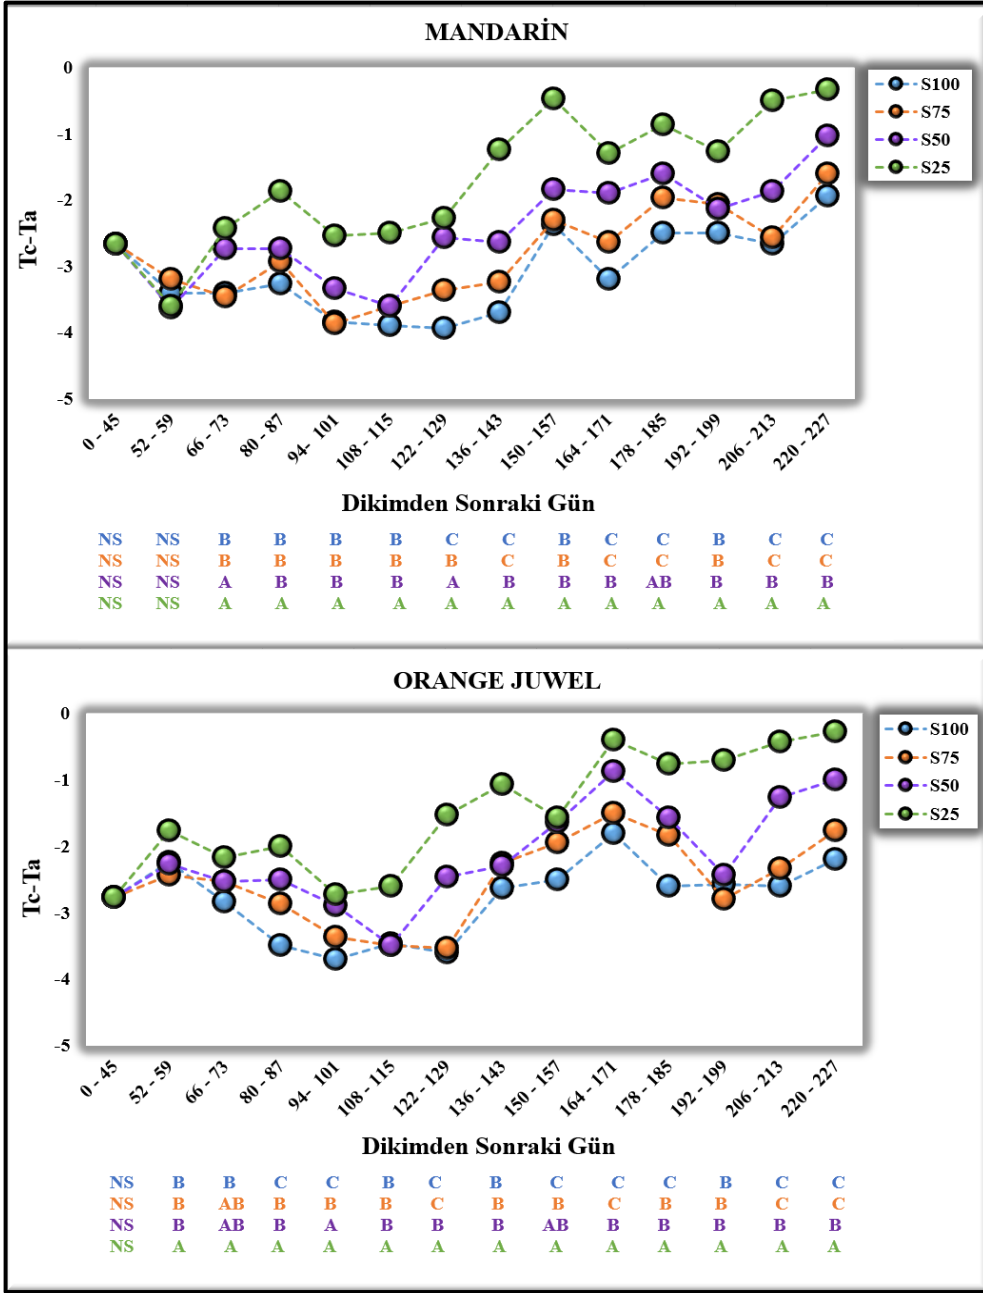 MANDARİN
0
-1
-2
-3
-4
-5
Tc-Ta
S100
S75
S50
S25
0 - 45
52 - 59
66 - 73
80 - 87
94- 101
108 - 115
122 - 129
136 - 143
150 - 157
164 - 171
178 - 185
192 - 199
206 - 213
220 - 227
Dikimden Sonraki Gün
NS NS B B B B C C B C C B C C
NS NS B B B B B C B C C B C C
NS NS A B B B A B B B AB B B B
NS NS A A A A A A A A A A A A
ORANGE JUWEL
0
-1
-2
-3
-4
-5
Tc-Ta
S100
S75
S50
S25
0 - 45
52 - 59
66 - 73
80 - 87
94- 101
108 - 115
122 - 129
136 - 143
150 - 157
164 - 171
178 - 185
192 - 199
206 - 213
220 - 227
Dikimden Sonraki Gün
NS B B C C B C B C C C B C C
NS B AB B B B C B B C B B C C
NS B AB B A B B B AB B B B B B
NS A A A A A A A A A A A A A